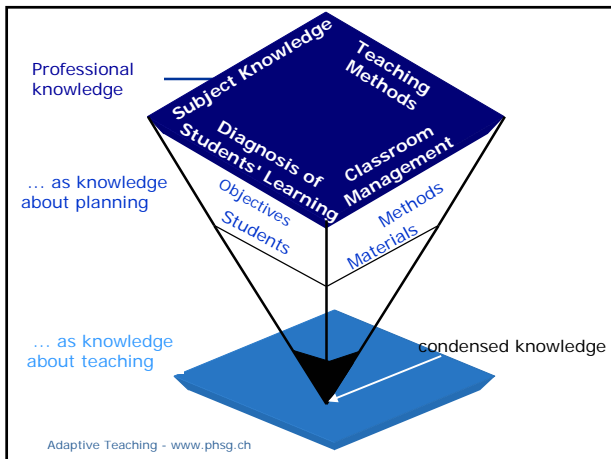 Professional
knowledge
Subject Knowledge
Teaching
Methods
Diagnosis of
Students' Learning
Classroom
Management
... as knowledge
about planning
Objectives
Students
Methods
Materials
... as knowledge
about teaching
condensed knowledge
Adaptive Teaching - www.phsg.ch